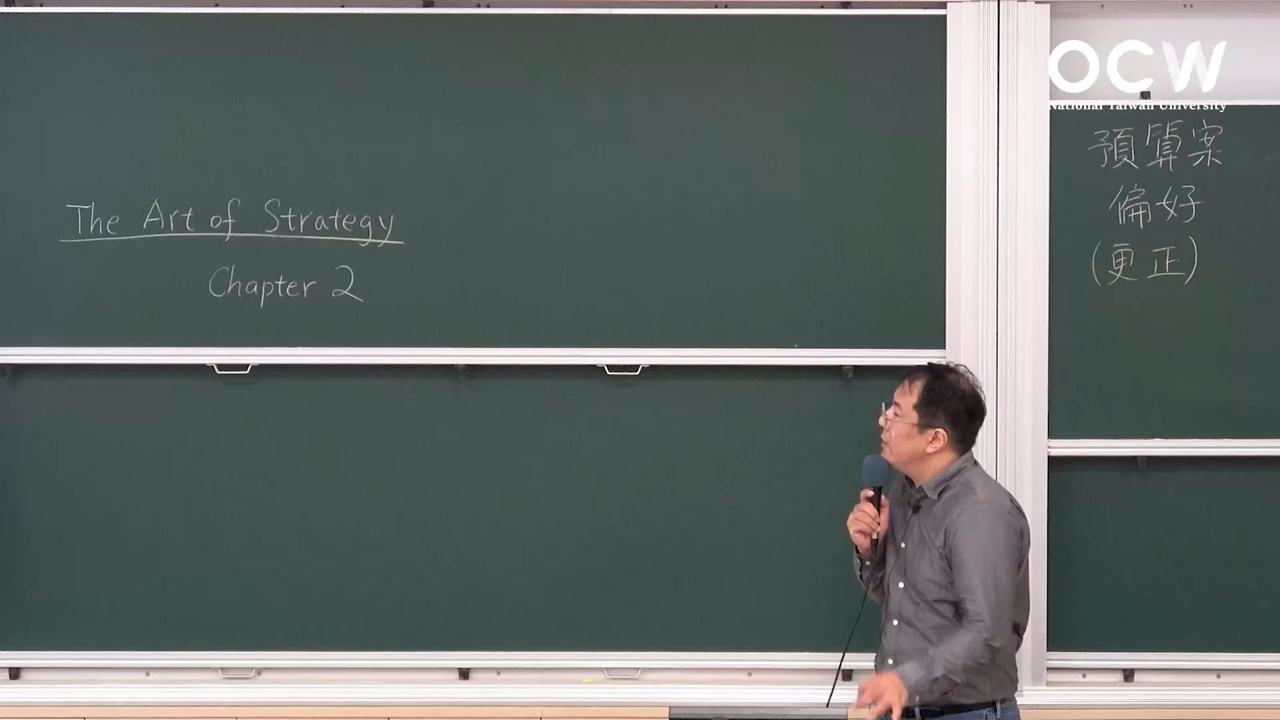 The Art of Strategy
Chapter 2
OCW
National Taiwan University
預算案
偏好
(更正)